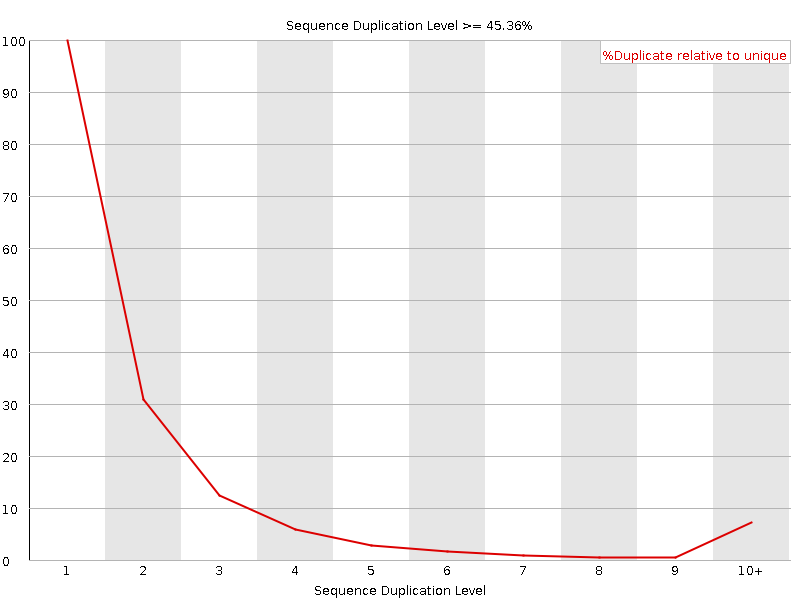 Sequence Duplication Level >= 45.36%
%Duplicate relative to unique
100
90
80
70
60
50
40
30
20
10
0
1 2 3 4 5 6 7 8 9 10+
Sequence Duplication Level